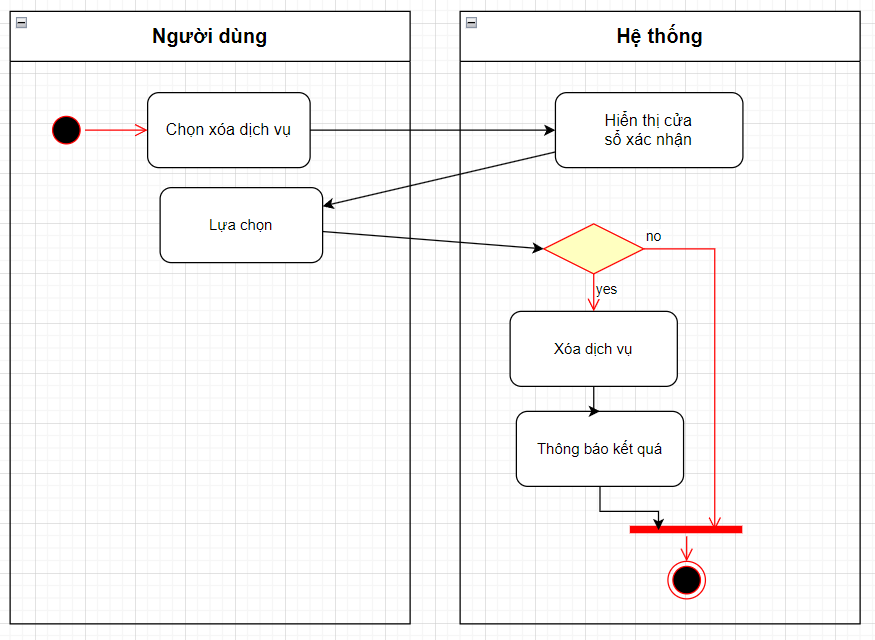 Người dùng
Hệ thống
Chọn xóa dịch vụ
Hiển thị cửa
sổ xác nhận
Lựa chọn
no
yes
Xóa dịch vụ
Thông báo kết quá